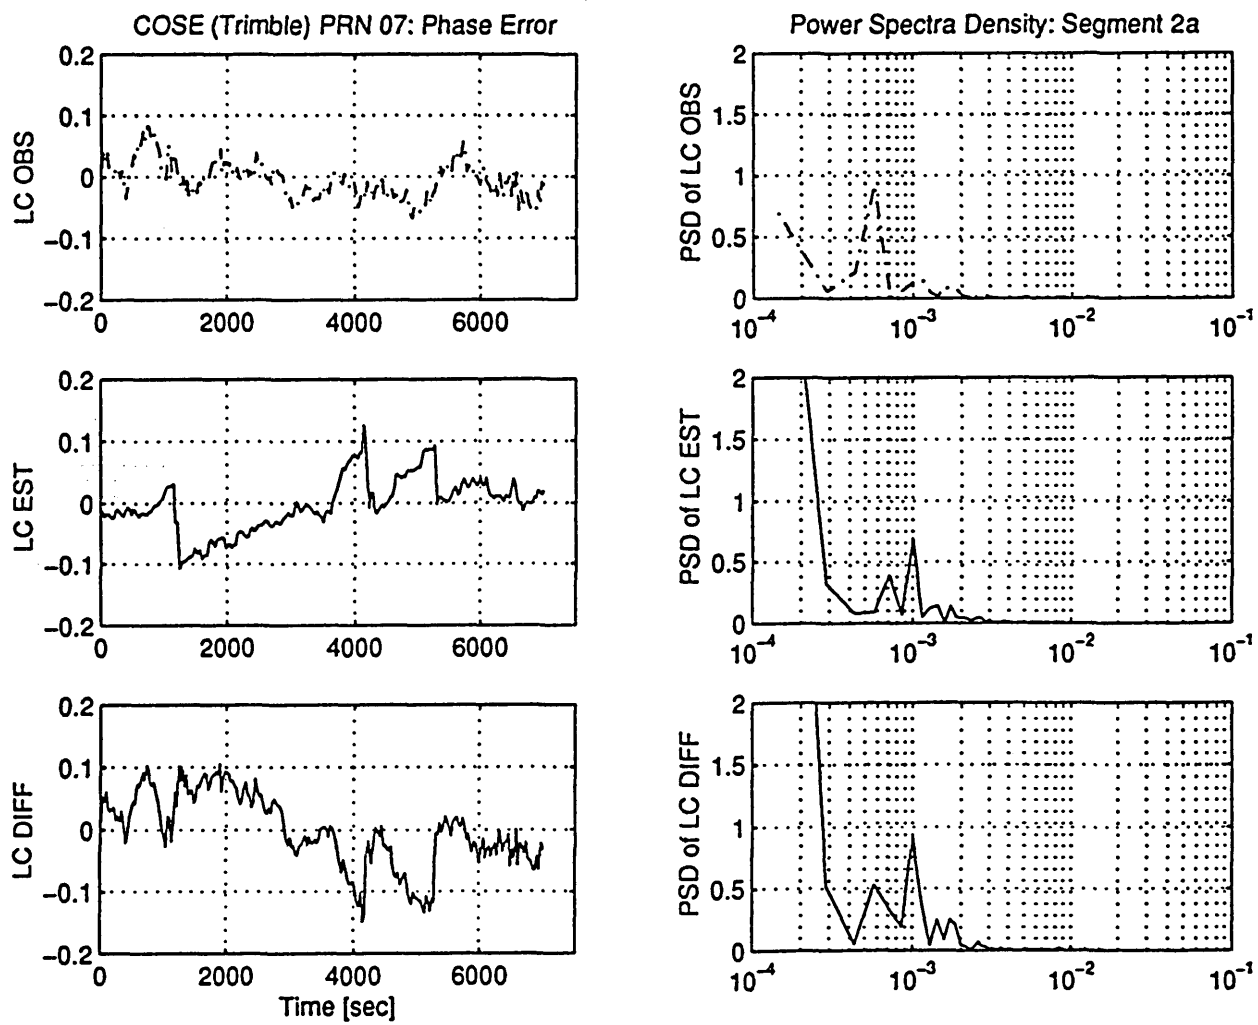 COSE (Trimble) PRN 07: Phase Error
LC OBS
0.2
0.1
0
−0.1
−0.2
0 2000 4000 6000
Power Spectra Density: Segment 2a
PSD of LC OBS
2
1.5
1
0.5
0
10^-4 10^-3 10^-2 10^-1
LC EST
0.2
0.1
0
−0.1
−0.2
0 2000 4000 6000
PSD of LC EST
2
1.5
1
0.5
0
10^-4 10^-3 10^-2 10^-1
LC DIFF
0.2
0.1
0
−0.1
−0.2
0 2000 4000 6000
Time [sec]
PSD of LC DIFF
2
1.5
1
0.5
0
10^-4 10^-3 10^-2 10^-1